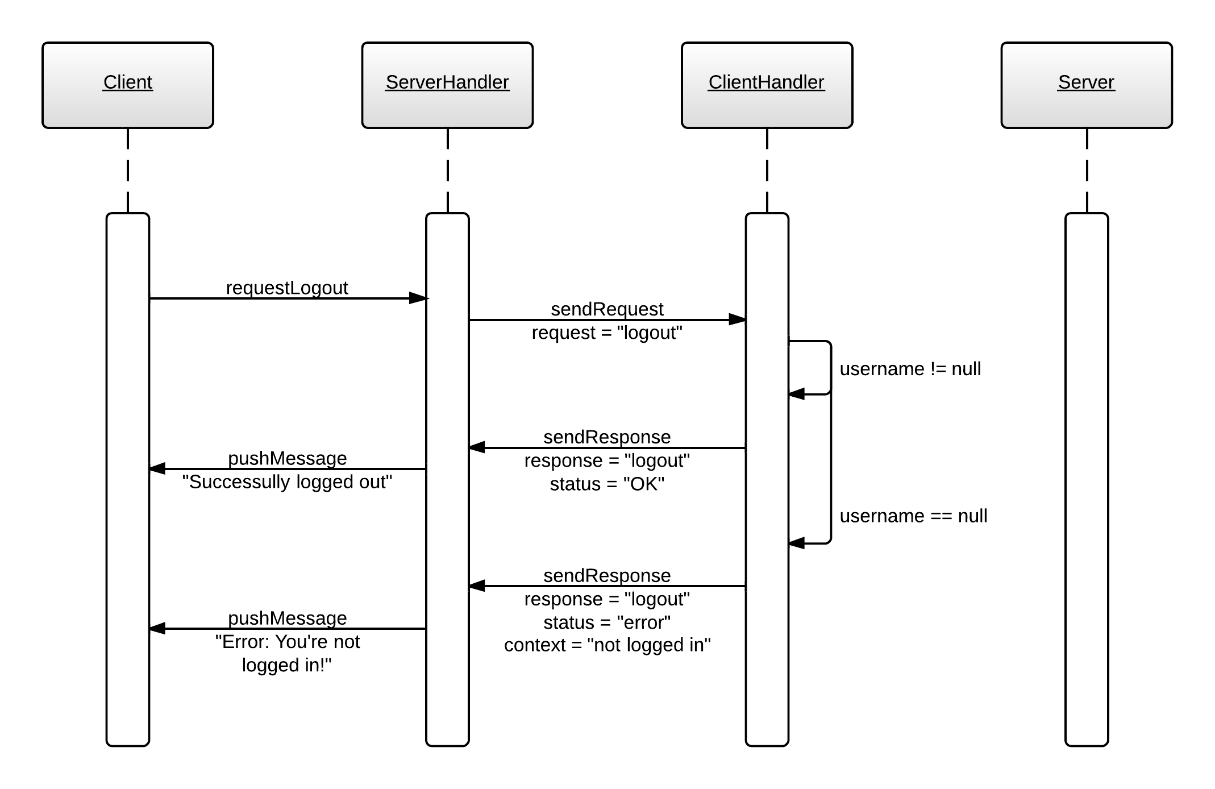 Client
ServerHandler
ClientHandler
Server
requestLogout
sendRequest
request = "logout"
username != null
sendResponse
response = "logout"
status = "OK"
pushMessage
"Successully logged out"
username == null
sendResponse
response = "logout"
status = "error"
context = "not logged in"
pushMessage
"Error: You're not
logged in!"